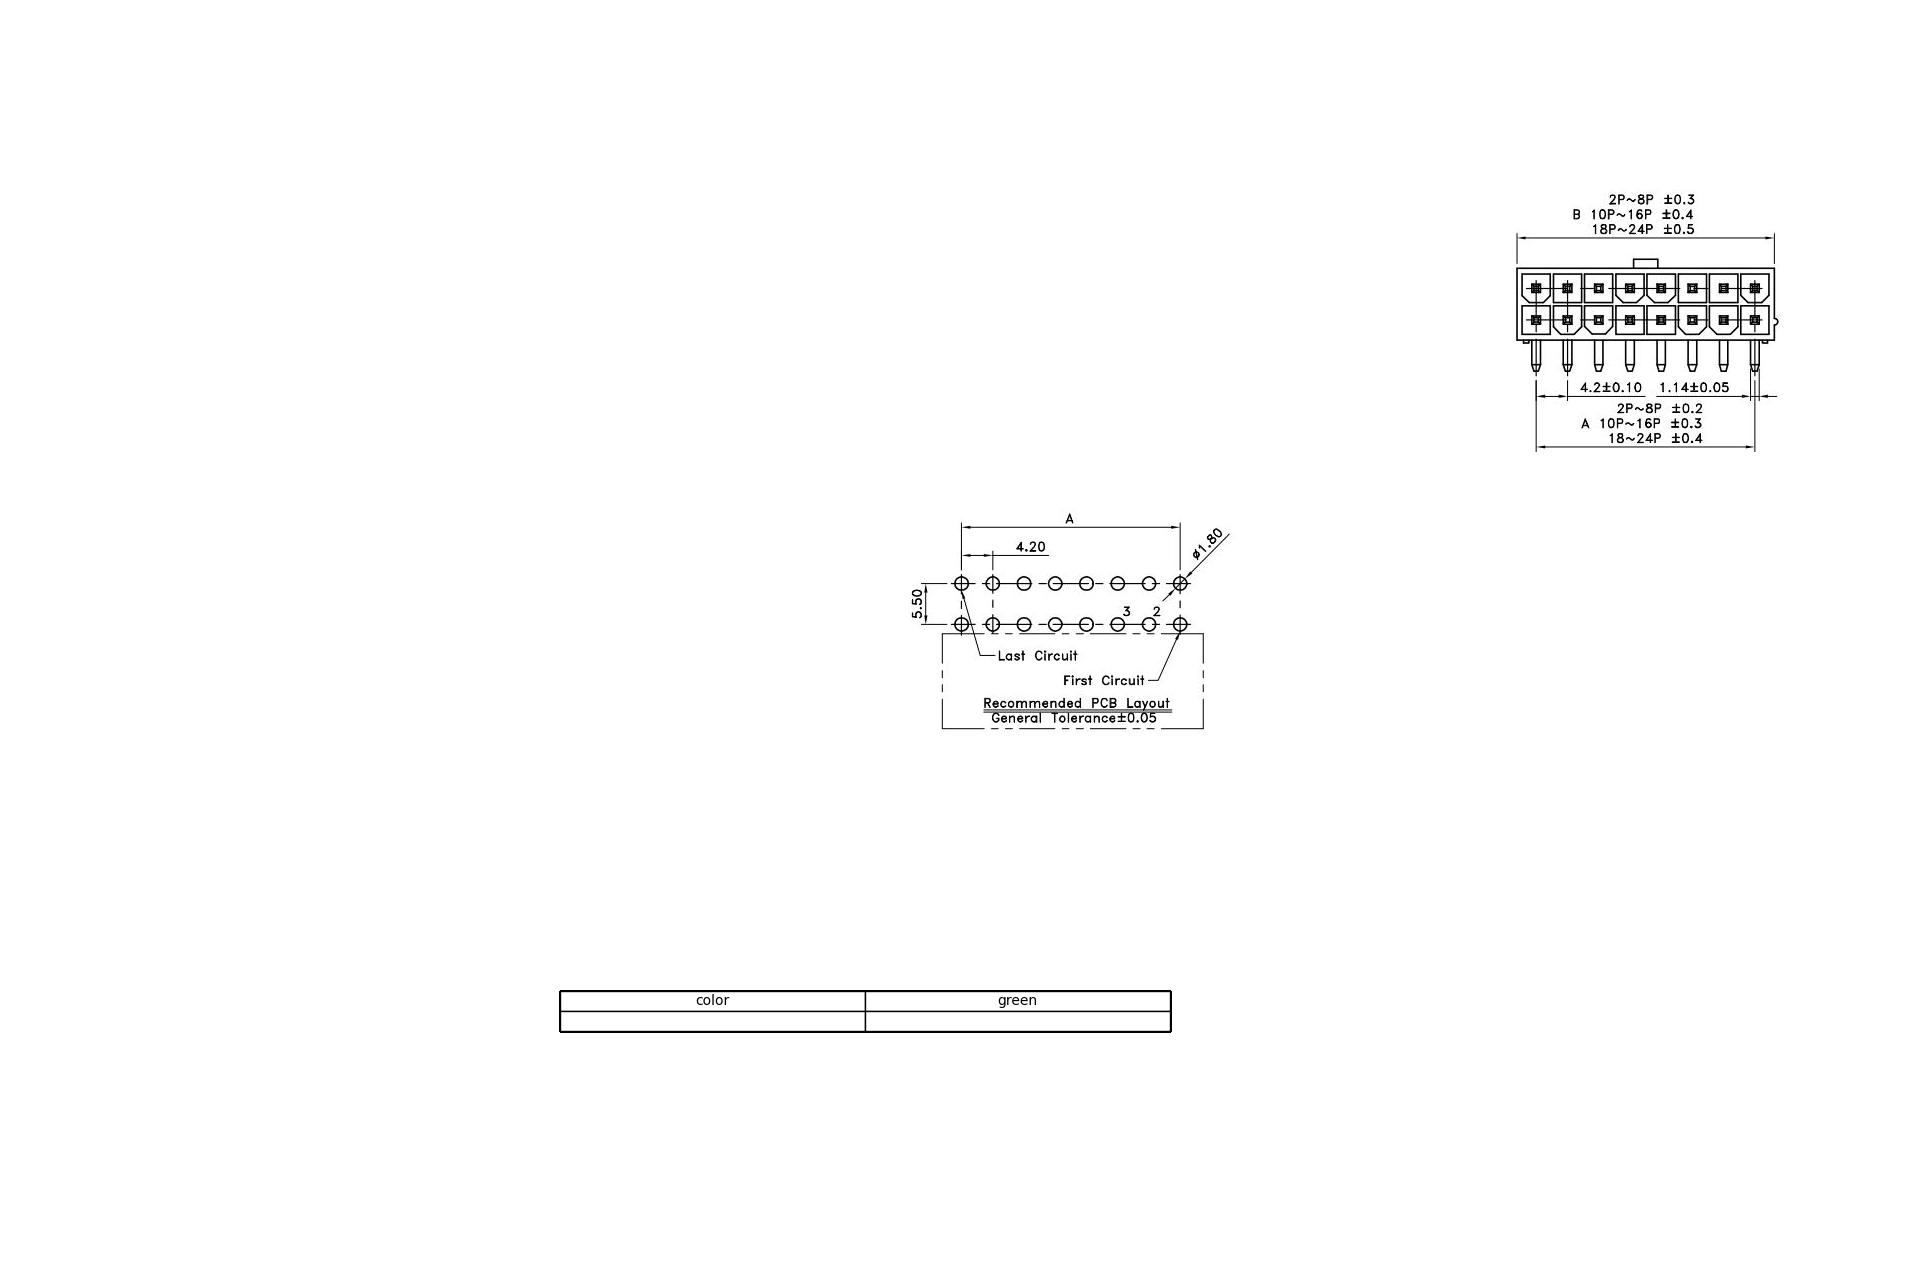 2P~8P ±0.3
B 10P~16P ±0.4
18P~24P ±0.5
4.2±0.10 1.14±0.05
2P~8P ±0.2
A 10P~16P ±0.3
18~24P ±0.4
A
4.20
ø1.80
5.50
3 2
Last Circuit
First Circuit
Recommended PCB Layout
General Tolerance±0.05
color green